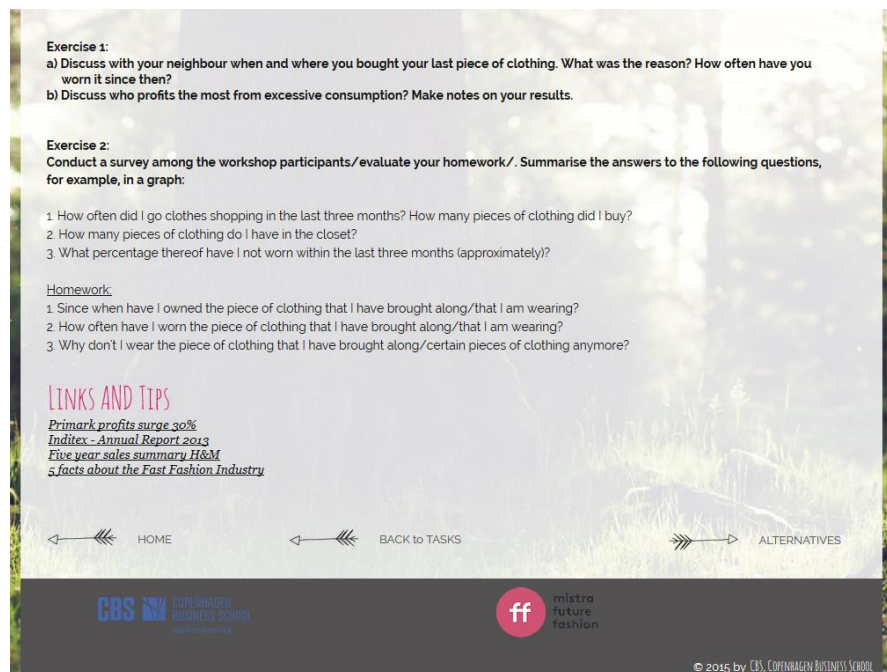 Exercise 1:
a) Discuss with your neighbour when and where you bought your last piece of clothing. What was the reason? How often have you
worn it since then?
b) Discuss who profits the most from excessive consumption? Make notes on your results.
Exercise 2:
Conduct a survey among the workshop participants/evaluate your homework/. Summarise the answers to the following questions,
for example, in a graph:
1. How often did I go clothes shopping in the last three months? How many pieces of clothing did I buy?
2. How many pieces of clothing do I have in the closet?
3. What percentage thereof have I not worn within the last three months (approximately)?
Homework:
1. Since when have I owned the piece of clothing that I have brought along/that I am wearing?
2. How often have I worn the piece of clothing that I have brought along/that I am wearing?
3. Why don't I wear the piece of clothing that I have brought along/certain pieces of clothing anymore?
LINKS AND TIPS
Primark profits surge 30%
Inditex - Annual Report 2013
Five year sales summary H&M
5 facts about the Fast Fashion Industry
HOME BACK to TASKS ALTERNATIVES
CBS COPENHAGEN
BUSINESS SCHOOL
ff mistra
future
fashion
© 2015 by CBS, COPENHAGEN BUSINESS SCHOOL